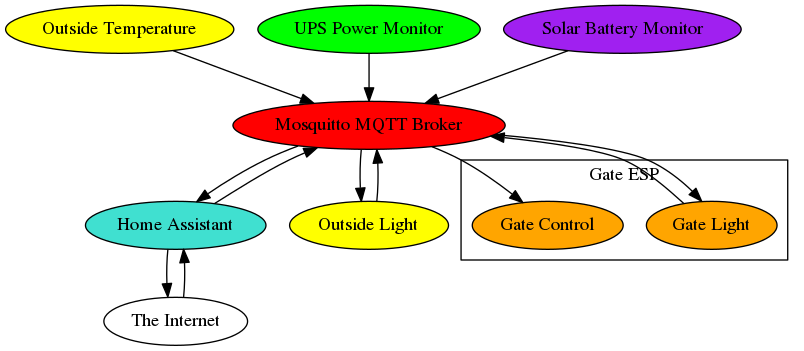 Outside Temperature
UPS Power Monitor
Solar Battery Monitor
Mosquitto MQTT Broker
Gate ESP
Home Assistant
Outside Light
Gate Control
Gate Light
The Internet